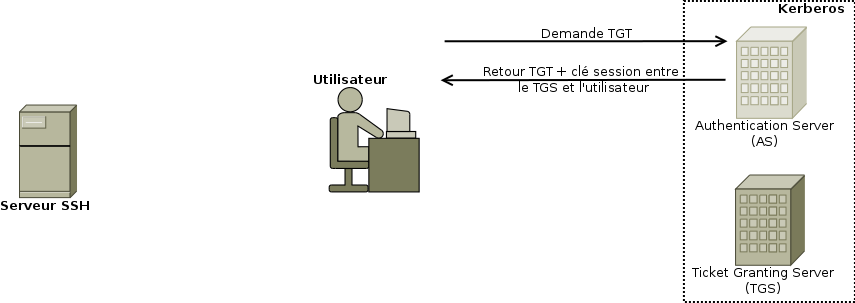 Kerberos
Demande TGT
Utilisateur
Retour TGT + clé session entre
le TGS et l'utilisateur
Authentication Server
(AS)
Serveur SSH
Ticket Granting Server
(TGS)